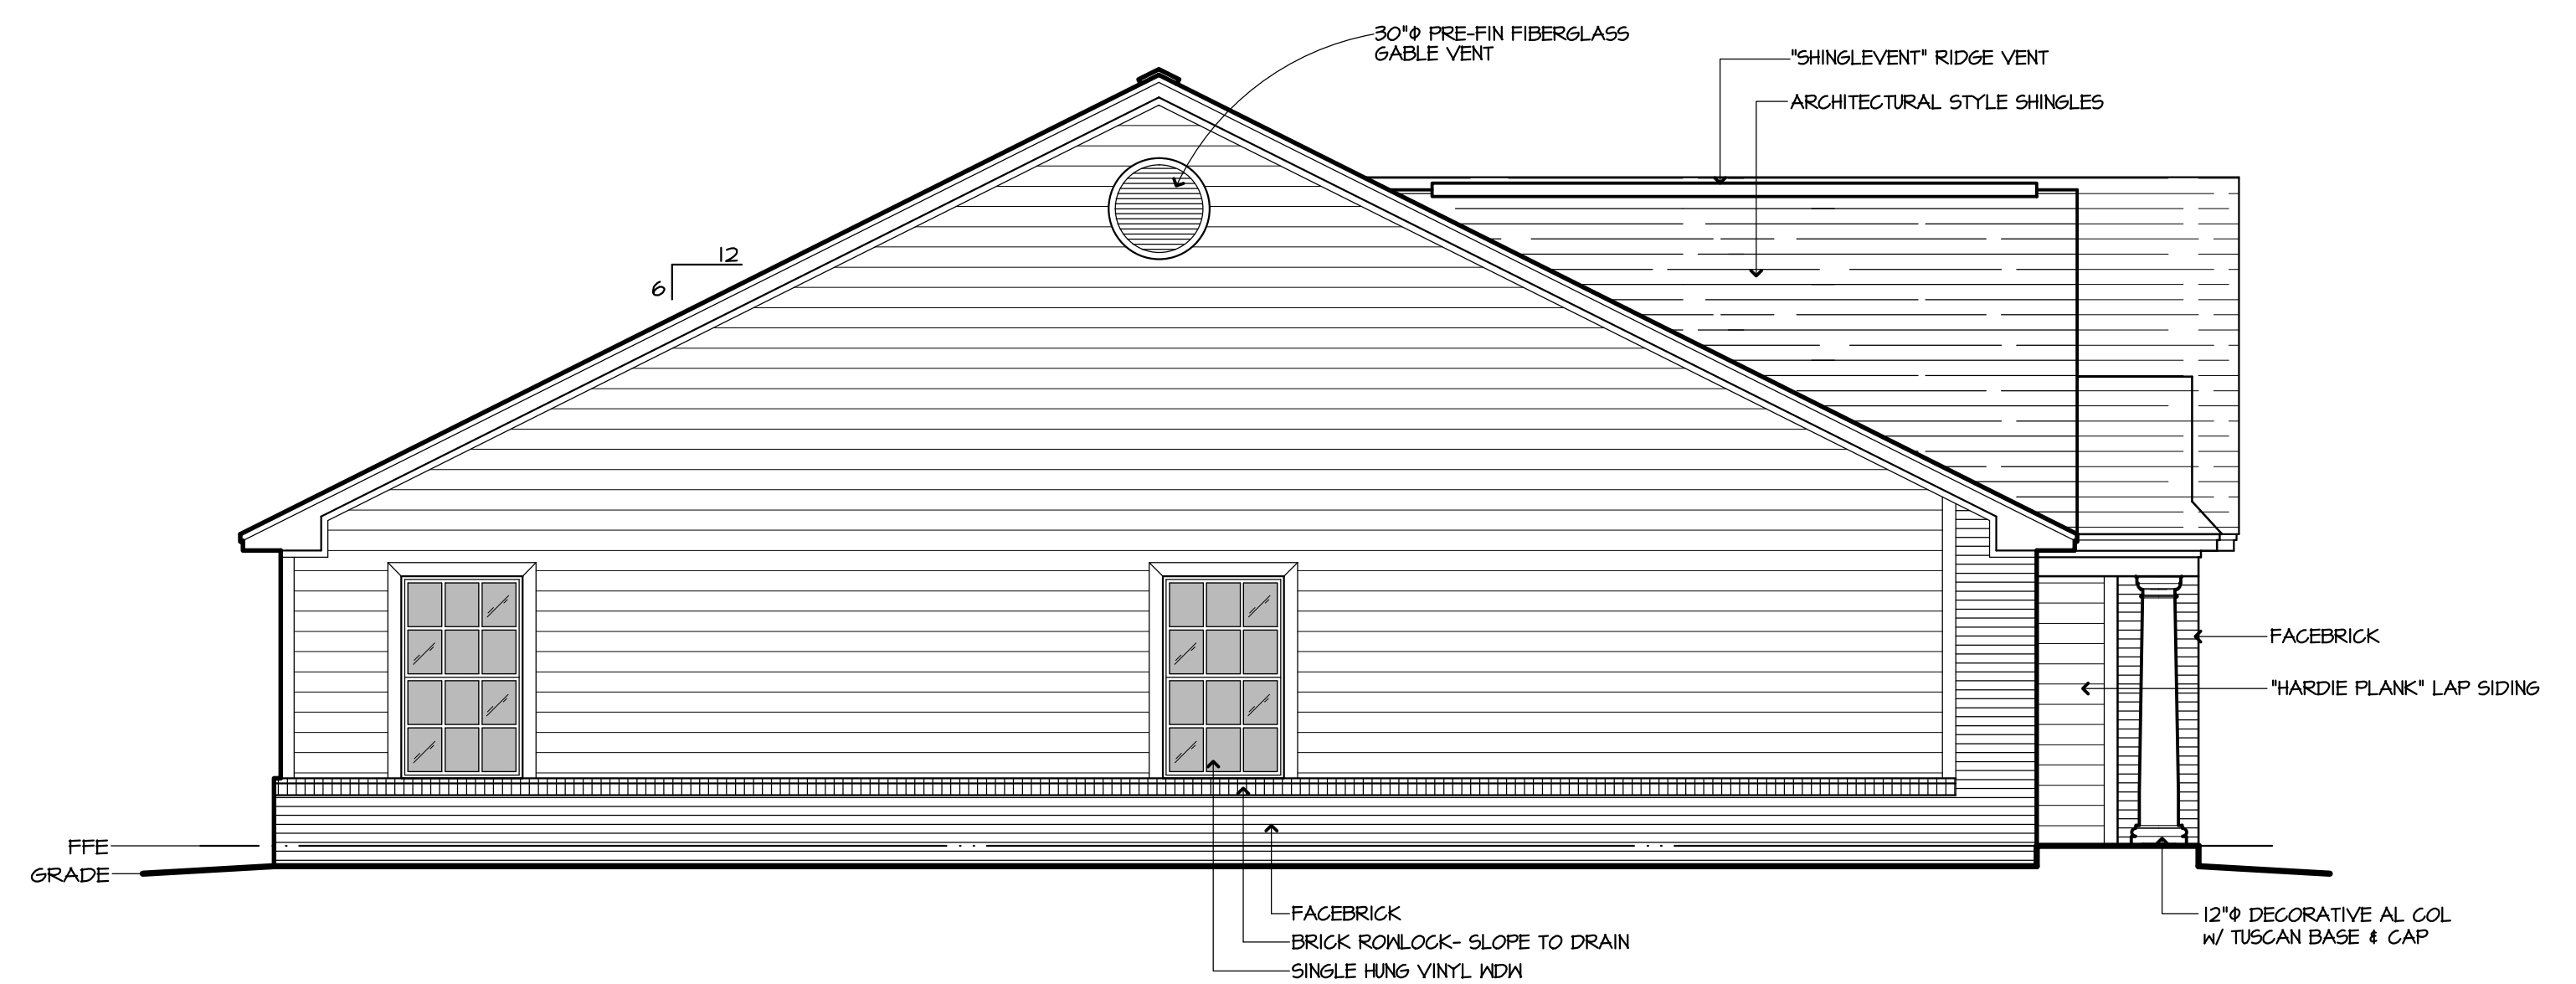 30"Φ PRE-FIN FIBERGLASS
GABLE VENT
"SHINGLEVENT" RIDGE VENT
ARCHITECTURAL STYLE SHINGLES
12
6
FACEBRICK
"HARDIE PLANK" LAP SIDING
FFE
GRADE
FACEBRICK
BRICK ROWLOCK- SLOPE TO DRAIN
SINGLE HUNG VINYL WDW
12"Φ DECORATIVE AL COL
W/ TUSCAN BASE & CAP